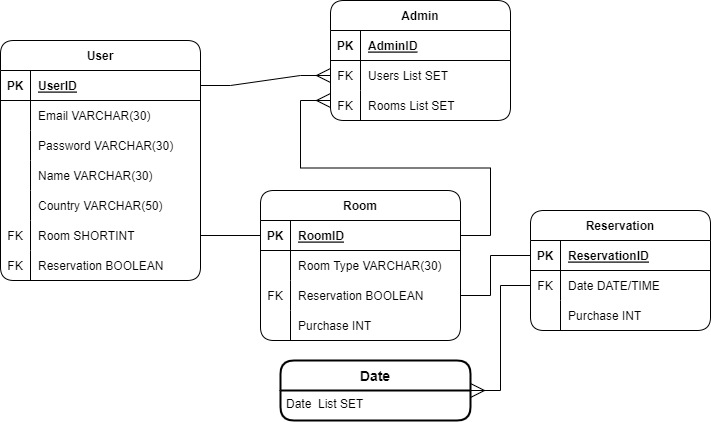 Admin
PK AdminID
FK Users List SET
FK Rooms List SET
User
PK UserID
Email VARCHAR(30)
Password VARCHAR(30)
Name VARCHAR(30)
Country VARCHAR(50)
FK Room SHORTINT
FK Reservation BOOLEAN
Room
PK RoomID
Room Type VARCHAR(30)
FK Reservation BOOLEAN
Purchase INT
Reservation
PK ReservationID
FK Date DATE/TIME
Purchase INT
Date
Date List SET